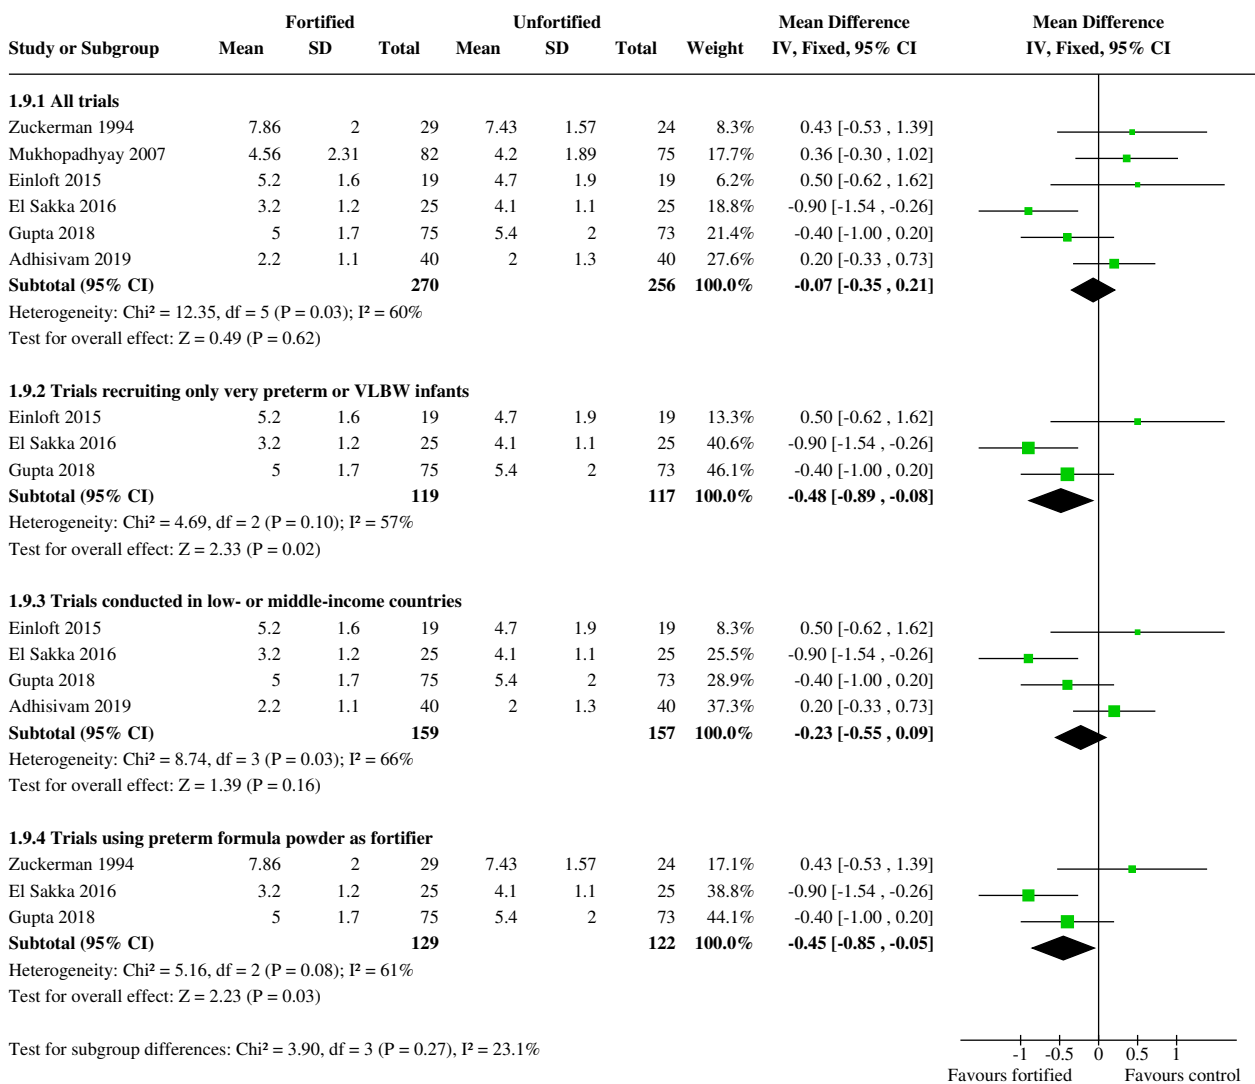 Fortified Unfortified Mean Difference Mean Difference
Study or Subgroup Mean SD Total Mean SD Total Weight IV, Fixed, 95% CI IV, Fixed, 95% CI
1.9.1 All trials
Zuckerman 1994 7.86 2 29 7.43 1.57 24 8.3% 0.43 [-0.53 , 1.39]
Mukhopadhyay 2007 4.56 2.31 82 4.2 1.89 75 17.7% 0.36 [-0.30 , 1.02]
Einloft 2015 5.2 1.6 19 4.7 1.9 19 6.2% 0.50 [-0.62 , 1.62]
El Sakka 2016 3.2 1.2 25 4.1 1.1 25 18.8% -0.90 [-1.54 , -0.26]
Gupta 2018 5 1.7 75 5.4 2 73 21.4% -0.40 [-1.00 , 0.20]
Adhisivam 2019 2.2 1.1 40 2 1.3 40 27.6% 0.20 [-0.33 , 0.73]
Subtotal (95% CI) 270 256 100.0% -0.07 [-0.35 , 0.21]
Heterogeneity: Chi² = 12.35, df = 5 (P = 0.03); I² = 60%
Test for overall effect: Z = 0.49 (P = 0.62)
1.9.2 Trials recruiting only very preterm or VLBW infants
Einloft 2015 5.2 1.6 19 4.7 1.9 19 13.3% 0.50 [-0.62 , 1.62]
El Sakka 2016 3.2 1.2 25 4.1 1.1 25 40.6% -0.90 [-1.54 , -0.26]
Gupta 2018 5 1.7 75 5.4 2 73 46.1% -0.40 [-1.00 , 0.20]
Subtotal (95% CI) 119 117 100.0% -0.48 [-0.89 , -0.08]
Heterogeneity: Chi² = 4.69, df = 2 (P = 0.10); I² = 57%
Test for overall effect: Z = 2.33 (P = 0.02)
1.9.3 Trials conducted in low- or middle-income countries
Einloft 2015 5.2 1.6 19 4.7 1.9 19 8.3% 0.50 [-0.62 , 1.62]
El Sakka 2016 3.2 1.2 25 4.1 1.1 25 25.5% -0.90 [-1.54 , -0.26]
Gupta 2018 5 1.7 75 5.4 2 73 28.9% -0.40 [-1.00 , 0.20]
Adhisivam 2019 2.2 1.1 40 2 1.3 40 37.3% 0.20 [-0.33 , 0.73]
Subtotal (95% CI) 159 157 100.0% -0.23 [-0.55 , 0.09]
Heterogeneity: Chi² = 8.74, df = 3 (P = 0.03); I² = 66%
Test for overall effect: Z = 1.39 (P = 0.16)
1.9.4 Trials using preterm formula powder as fortifier
Zuckerman 1994 7.86 2 29 7.43 1.57 24 17.1% 0.43 [-0.53 , 1.39]
El Sakka 2016 3.2 1.2 25 4.1 1.1 25 38.8% -0.90 [-1.54 , -0.26]
Gupta 2018 5 1.7 75 5.4 2 73 44.1% -0.40 [-1.00 , 0.20]
Subtotal (95% CI) 129 122 100.0% -0.45 [-0.85 , -0.05]
Heterogeneity: Chi² = 5.16, df = 2 (P = 0.08); I² = 61%
Test for overall effect: Z = 2.23 (P = 0.03)
Test for subgroup differences: Chi² = 3.90, df = 3 (P = 0.27), I² = 23.1%
-1 -0.5 0 0.5 1
Favours fortified Favours control